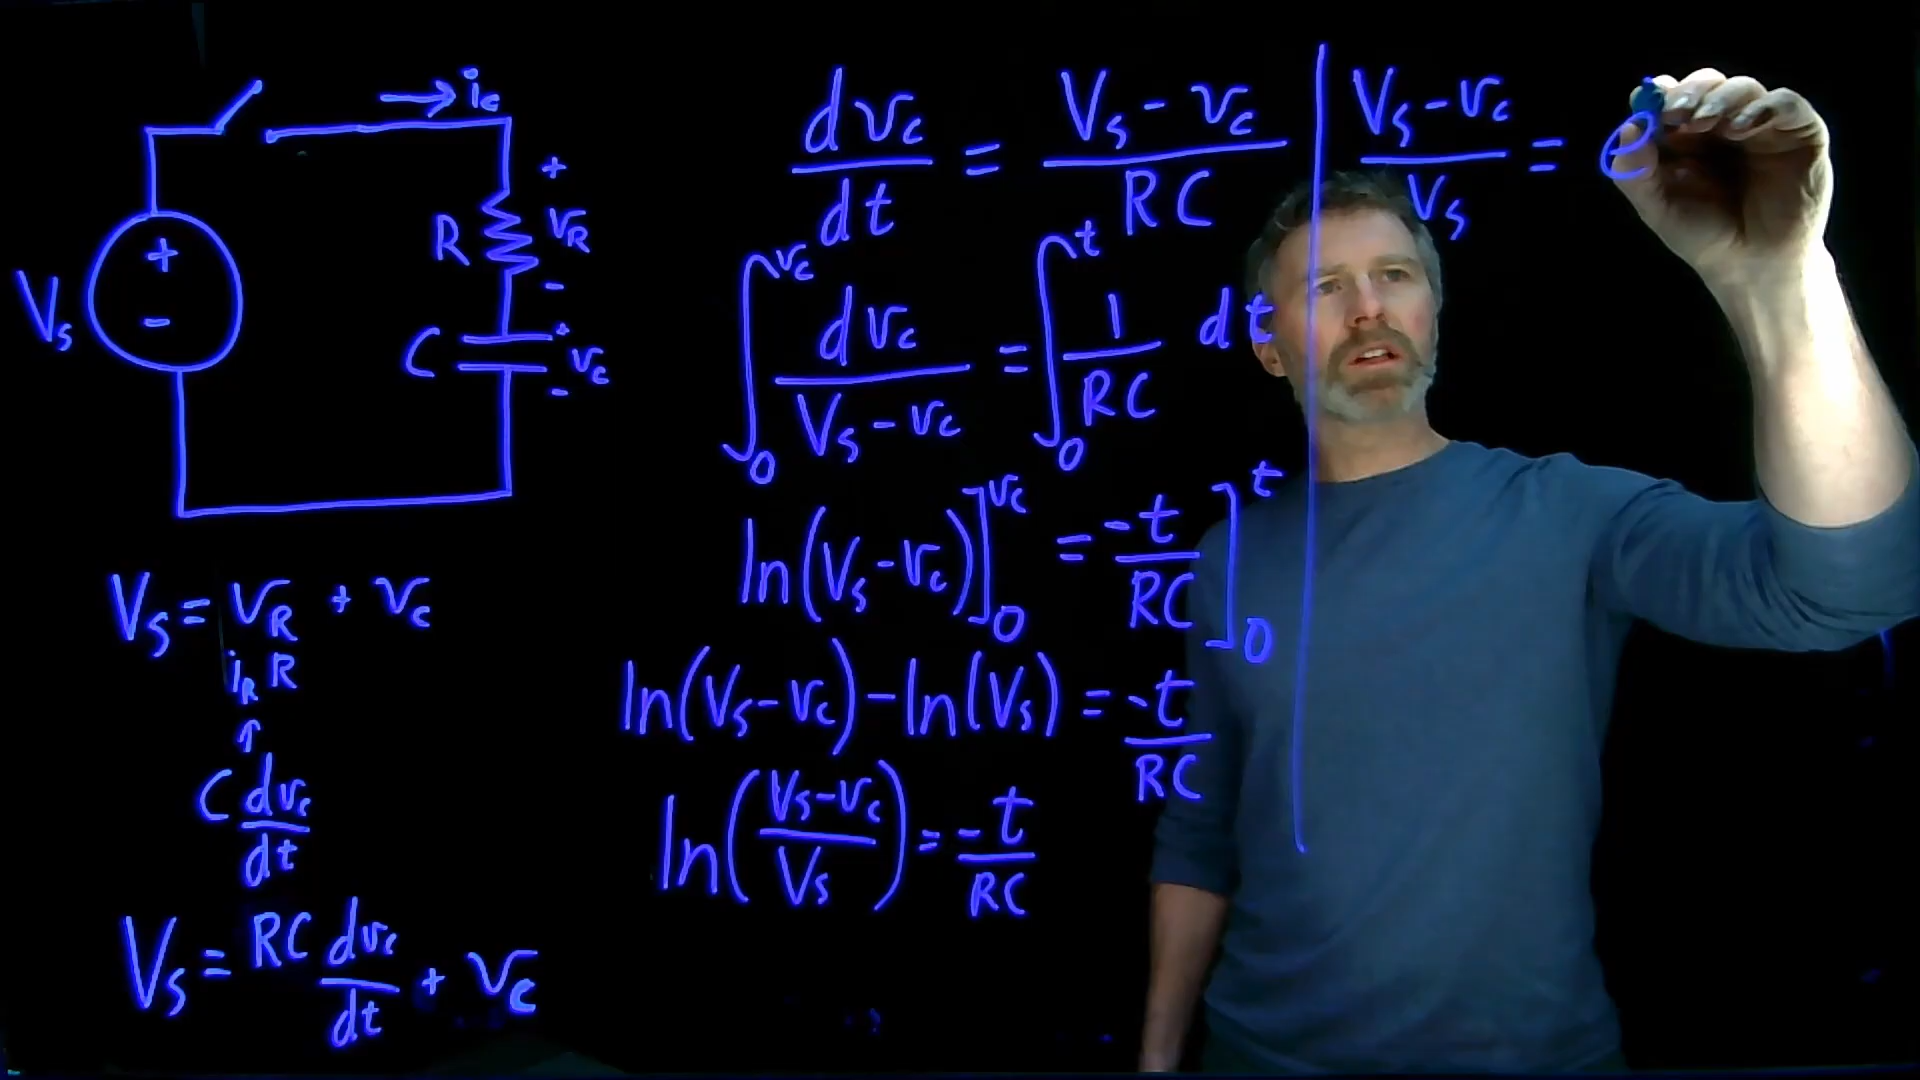 i_c
+
R
v_R
-
V_s
+
-
C
+
v_c
-
V_s = v_R + v_c
i_R R
↑
C dv_c/dt
V_s = RC dv_c/dt + v_c
dv_c/dt = (V_s - v_c)/RC
∫_0^{v_c} dv_c/(V_s - v_c) = ∫_0^t 1/RC dt
ln(V_s - v_c)]_0^{v_c} = -t/RC]_0^t
ln(V_s - v_c) - ln(V_s) = -t/RC
ln((V_s - v_c)/V_s) = -t/RC
(V_s - v_c)/V_s = e